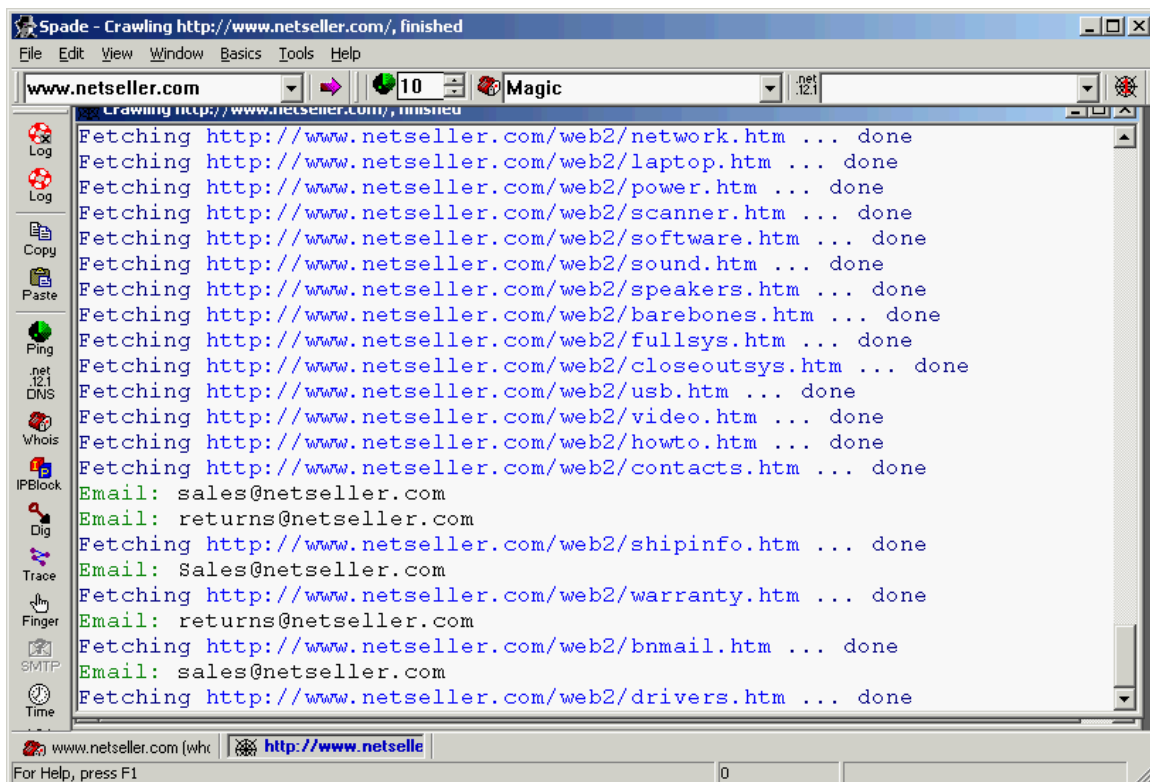 Spade - Crawling http://www.netseller.com/, finished
File Edit View Window Basics Tools Help
www.netseller.com 10 Magic .net .12.1
Crawling http://www.netseller.com/, finished
Log
Log
Copy
Paste
Ping
.net
.12.1
DNS
Whois
IP
IPBlock
Dig
Trace
Finger
SMTP
Time
Fetching http://www.netseller.com/web2/network.htm ... done
Fetching http://www.netseller.com/web2/laptop.htm ... done
Fetching http://www.netseller.com/web2/power.htm ... done
Fetching http://www.netseller.com/web2/scanner.htm ... done
Fetching http://www.netseller.com/web2/software.htm ... done
Fetching http://www.netseller.com/web2/sound.htm ... done
Fetching http://www.netseller.com/web2/speakers.htm ... done
Fetching http://www.netseller.com/web2/barebones.htm ... done
Fetching http://www.netseller.com/web2/fullsys.htm ... done
Fetching http://www.netseller.com/web2/closeoutsys.htm ... done
Fetching http://www.netseller.com/web2/usb.htm ... done
Fetching http://www.netseller.com/web2/video.htm ... done
Fetching http://www.netseller.com/web2/howto.htm ... done
Fetching http://www.netseller.com/web2/contacts.htm ... done
Email: sales@netseller.com
Email: returns@netseller.com
Fetching http://www.netseller.com/web2/shipinfo.htm ... done
Email: Sales@netseller.com
Fetching http://www.netseller.com/web2/warranty.htm ... done
Email: returns@netseller.com
Fetching http://www.netseller.com/web2/bnmail.htm ... done
Email: sales@netseller.com
Fetching http://www.netseller.com/web2/drivers.htm ... done
www.netseller.com (who http://www.netselle
For Help, press F1 0